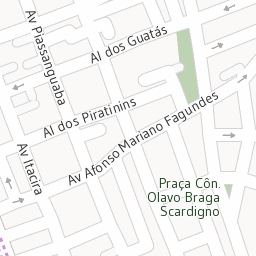 Av Piassanguaba
Al dos Guatás
Al dos Piratinins
Av Afonso Mariano Fagundes
Av Itacira
Praça Côn.
Olavo Braga
Scardigno